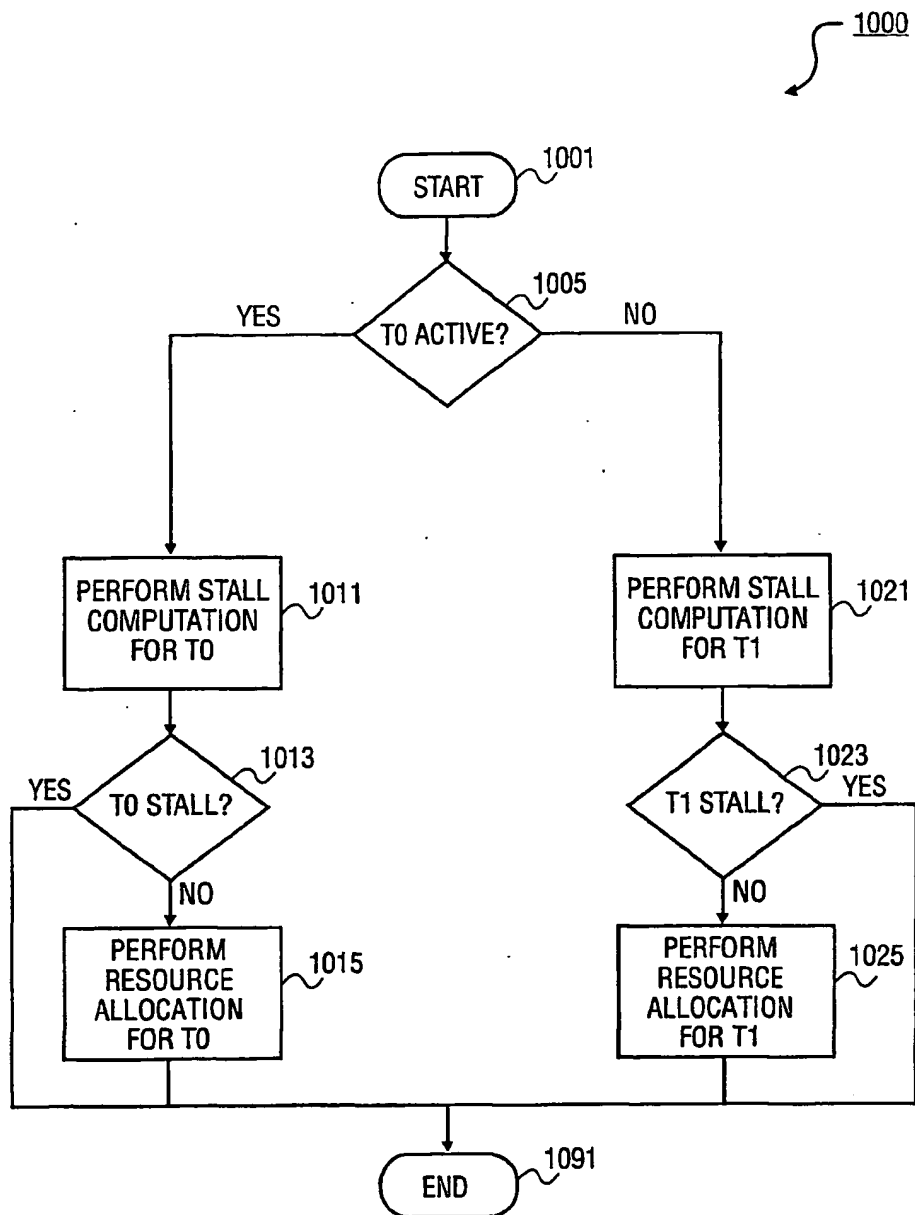 1000
START
1001
T0 ACTIVE?
1005
YES
NO
PERFORM STALL
COMPUTATION
FOR T0
1011
PERFORM STALL
COMPUTATION
FOR T1
1021
T0 STALL?
1013
YES
NO
T1 STALL?
1023
YES
NO
PERFORM
RESOURCE
ALLOCATION
FOR T0
1015
PERFORM
RESOURCE
ALLOCATION
FOR T1
1025
END
1091